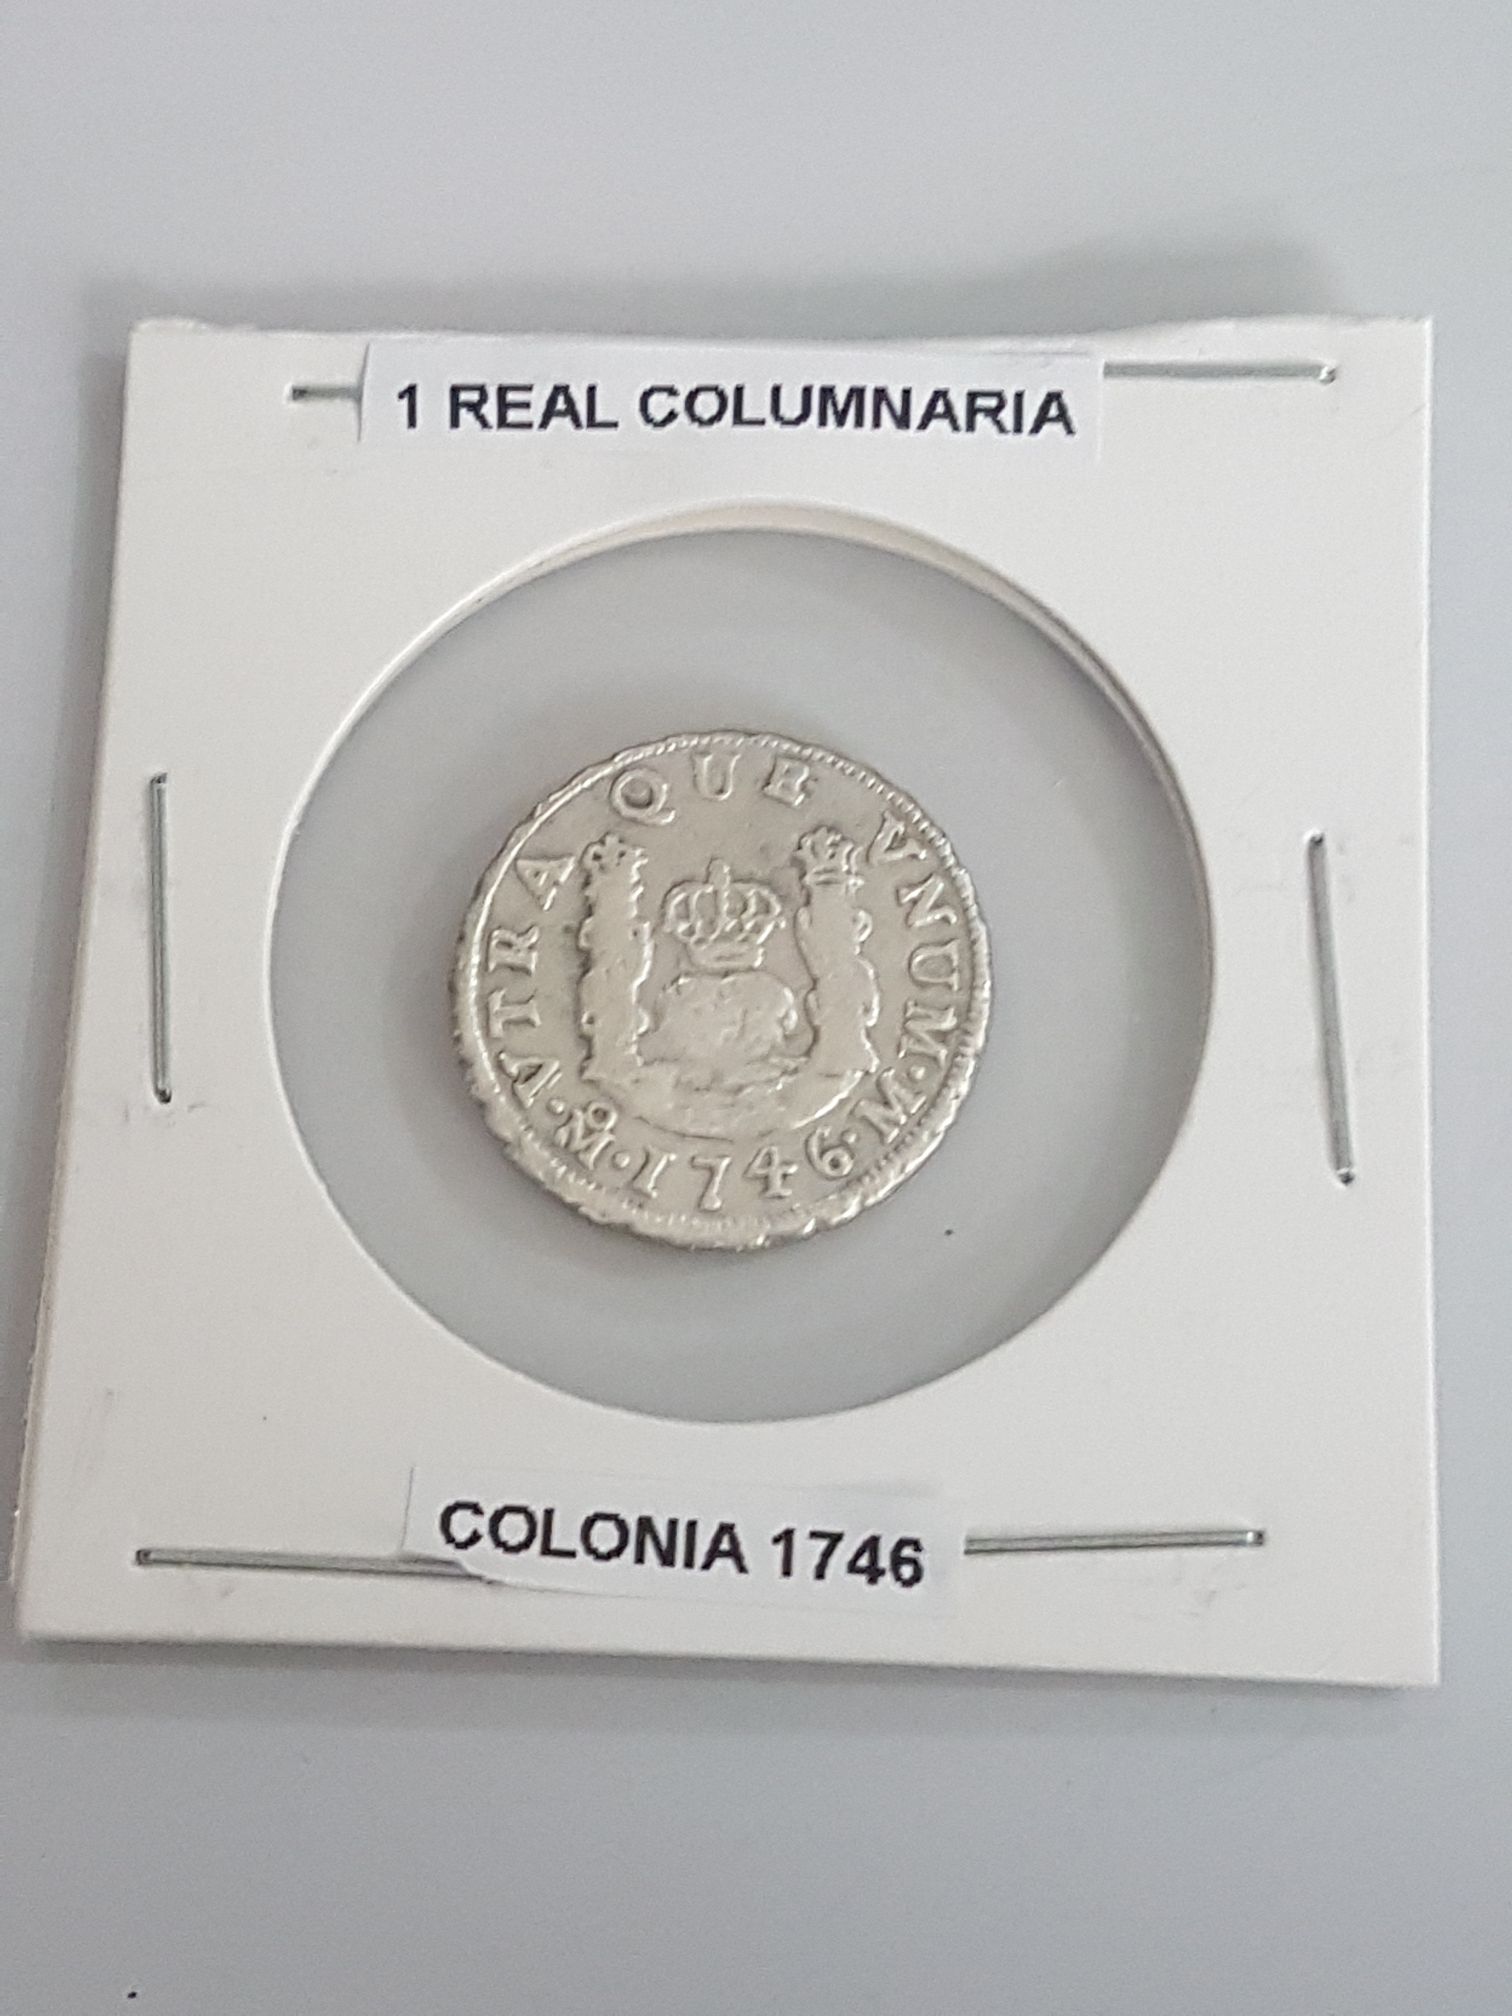 1 REAL COLUMNARIA
VTRA QUE VNUM·M·
M̊·1746·
COLONIA 1746